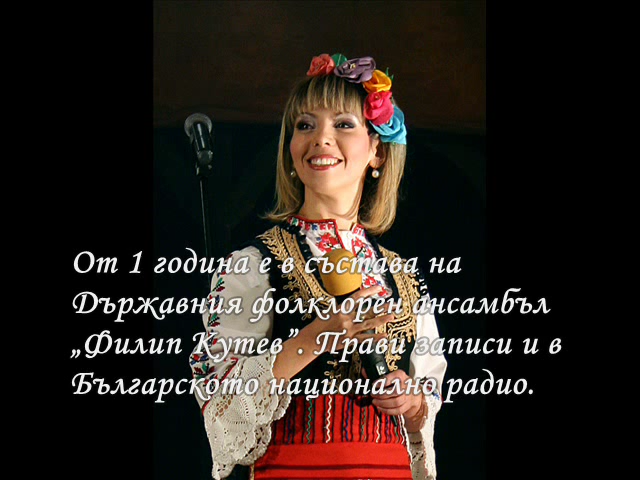 От 1 година е в състава на
Държавния фолклорен ансамбъл
„Филип Кутев”. Прави записи и в
Българското национално радио.